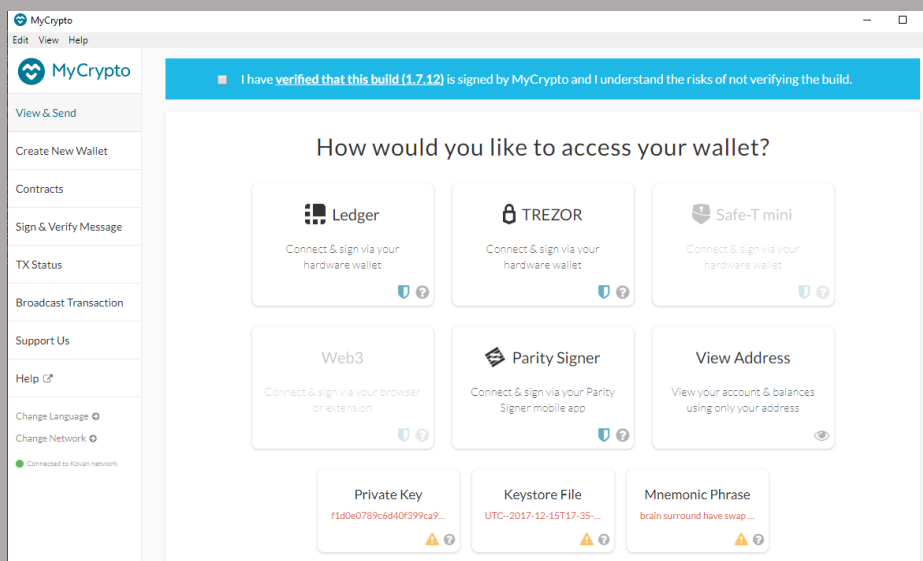 MyCrypto
Edit View Help
MyCrypto
View & Send
Create New Wallet
Contracts
Sign & Verify Message
TX Status
Broadcast Transaction
Support Us
Help
Change Language
Change Network
Connected to Kovan network
I have verified that this build (1.7.12) is signed by MyCrypto and I understand the risks of not verifying the build.
How would you like to access your wallet?
Ledger
Connect & sign via your
hardware wallet
TREZOR
Connect & sign via your
hardware wallet
Safe-T mini
Connect & sign via your
hardware wallet
Web3
Connect & sign via your browser
or extension
Parity Signer
Connect & sign via your Parity
Signer mobile app
View Address
View your account & balances
using only your address
Private Key
f1d0e0789c6d40f399ca9...
Keystore File
UTC--2017-12-15T17-35-...
Mnemonic Phrase
brain surround have swap ...